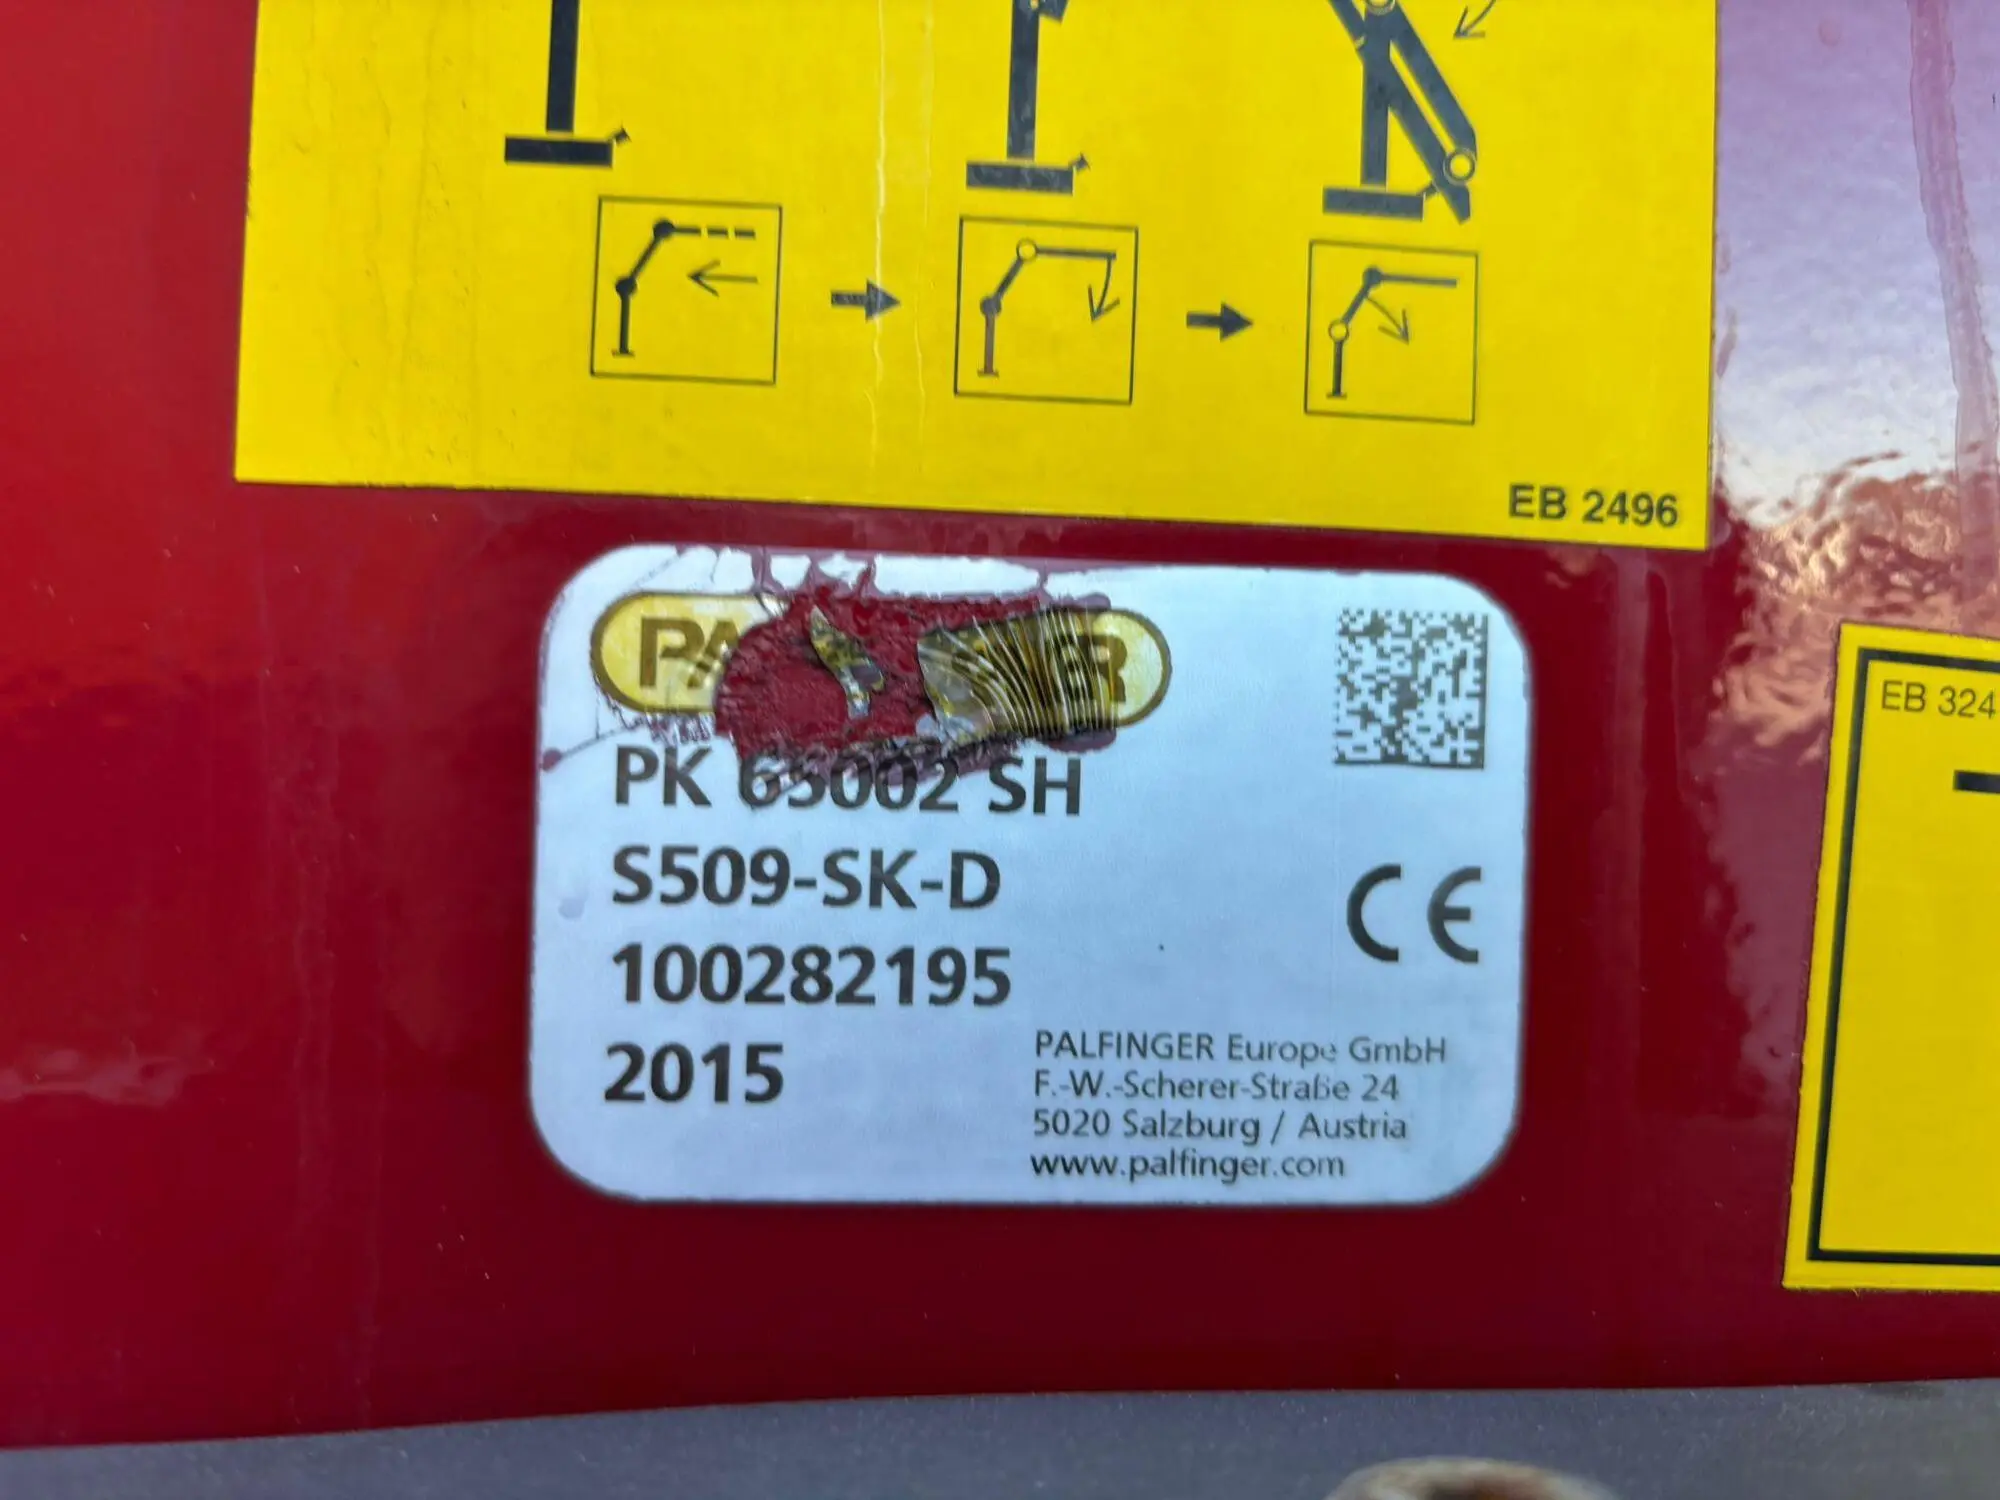 EB 2496
EB 324
PK 65002 SH
S509-SK-D
100282195
2015
CE
PALFINGER Europe GmbH
F.-W.-Scherer-Straße 24
5020 Salzburg / Austria
www.palfinger.com